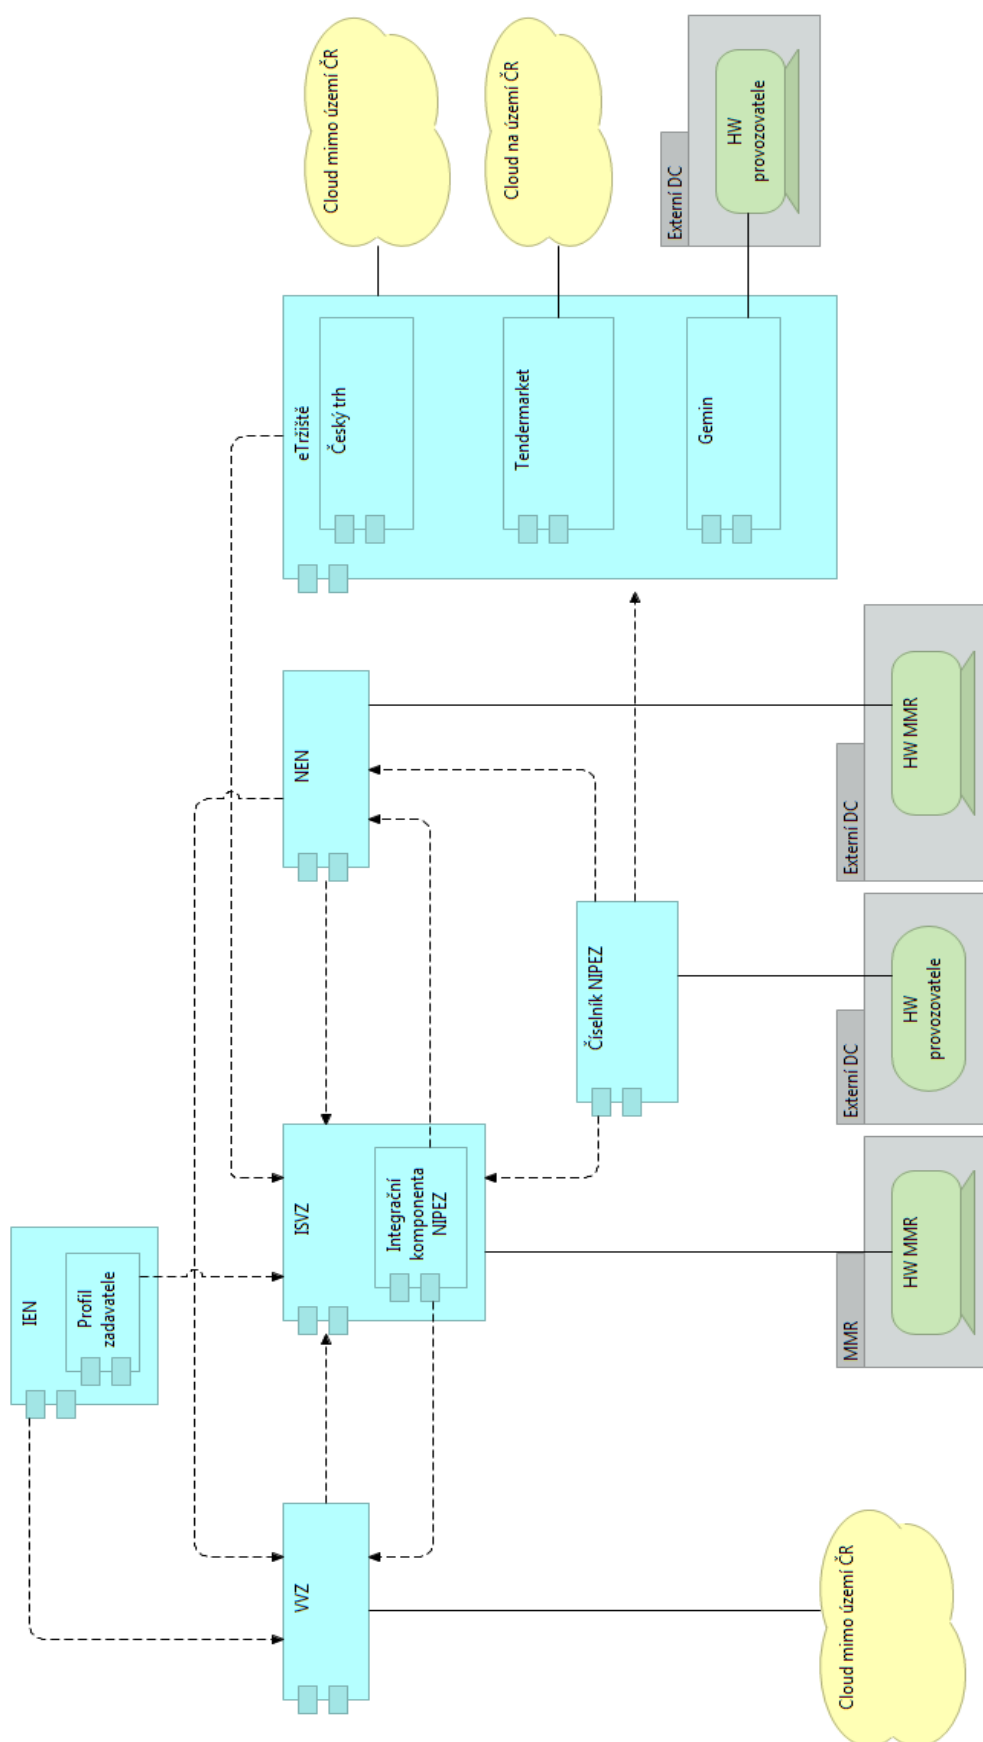 IEN
Profil
zadavatele
VVZ
ISVZ
Integrační
komponenta
NIPEZ
NEN
eTržiště
Český trh
Tendermarket
Gemin
Číselník NIPEZ
Cloud mimo území ČR
MMR
HW MMR
Externí DC
HW
provozovatele
Externí DC
HW MMR
Cloud mimo území ČR
Cloud na území ČR
Externí DC
HW
provozovatele